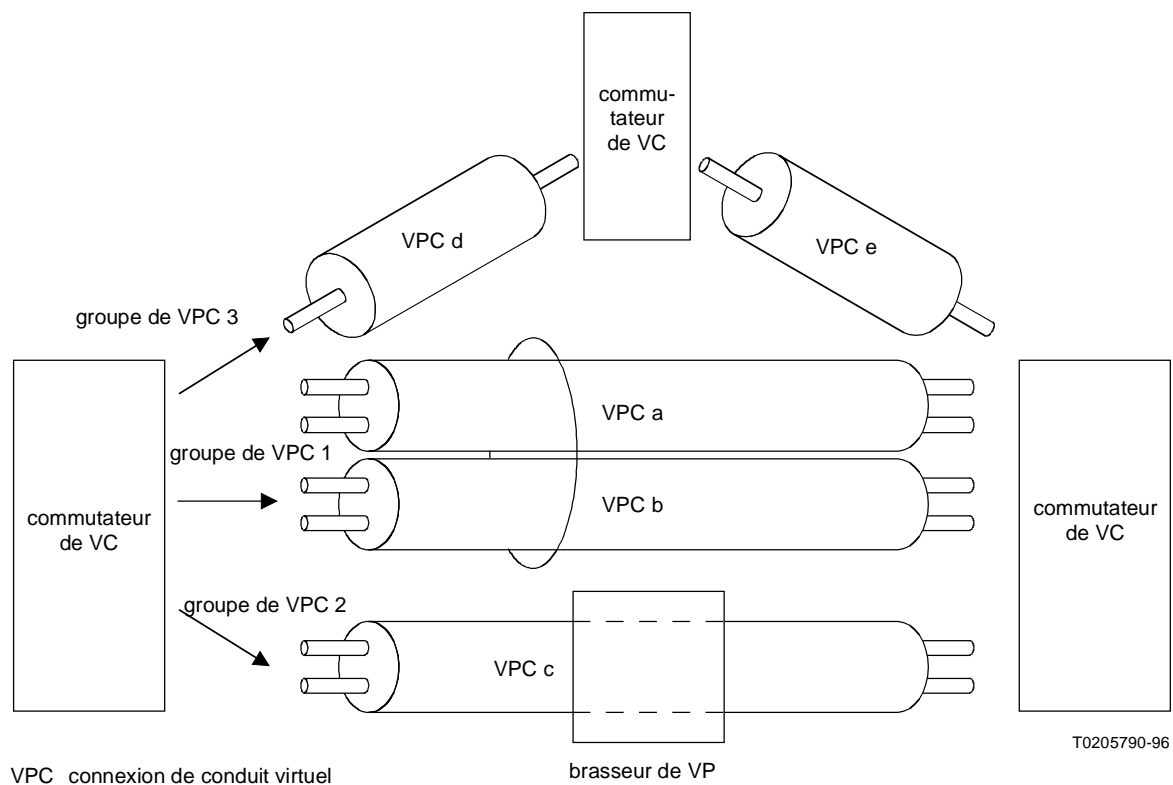 commu-
tateur
de VC
VPC d
VPC e
groupe de VPC 3
VPC a
groupe de VPC 1
VPC b
commutateur
de VC
commutateur
de VC
groupe de VPC 2
VPC c
T0205790-96
VPC connexion de conduit virtuel
brasseur de VP